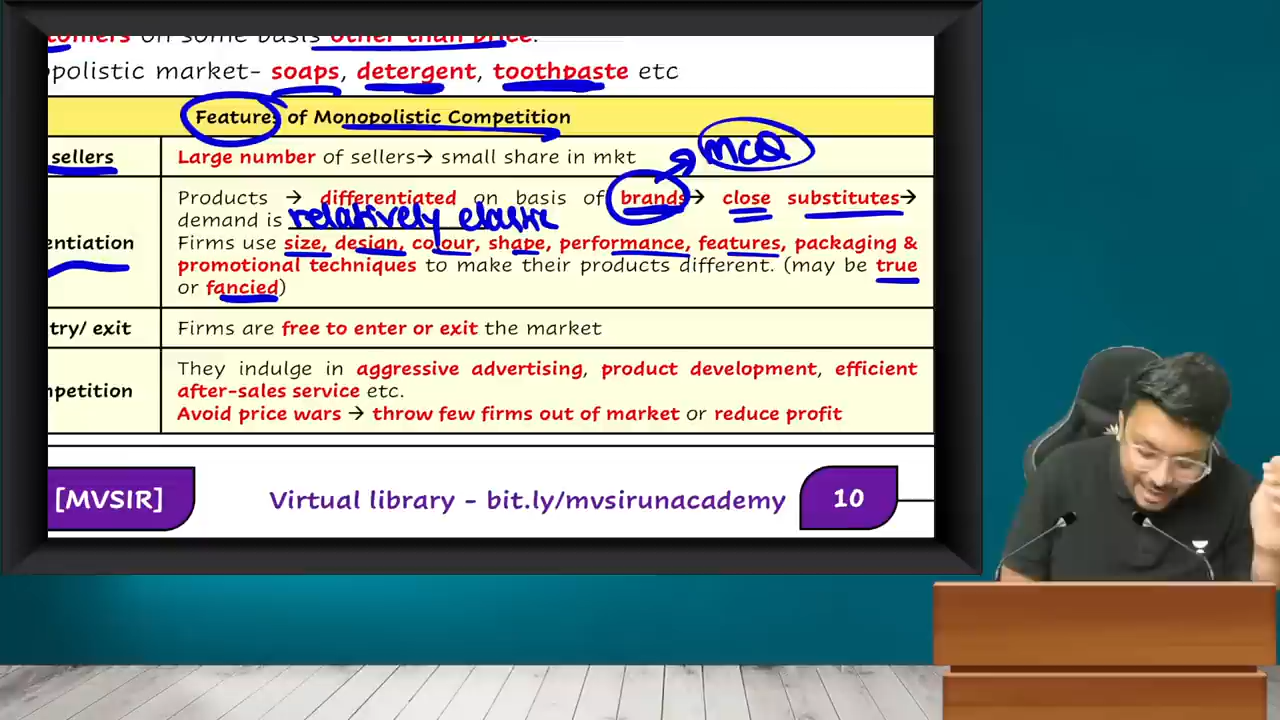 tomers on some basis other than price.
opolistic market- soaps, detergent, toothpaste etc
Features of Monopolistic Competition
sellers
Large number of sellers→ small share in mkt
MCQ
Products → differentiated on basis of brands→ close substitutes→
demand is relatively elastic
entiation
Firms use size, design, colour, shape, performance, features, packaging &
promotional techniques to make their products different. (may be true
or fancied)
try/ exit
Firms are free to enter or exit the market
They indulge in aggressive advertising, product development, efficient
mpetition
after-sales service etc.
Avoid price wars → throw few firms out of market or reduce profit
[MVSIR]
Virtual library - bit.ly/mvsirunacademy
10